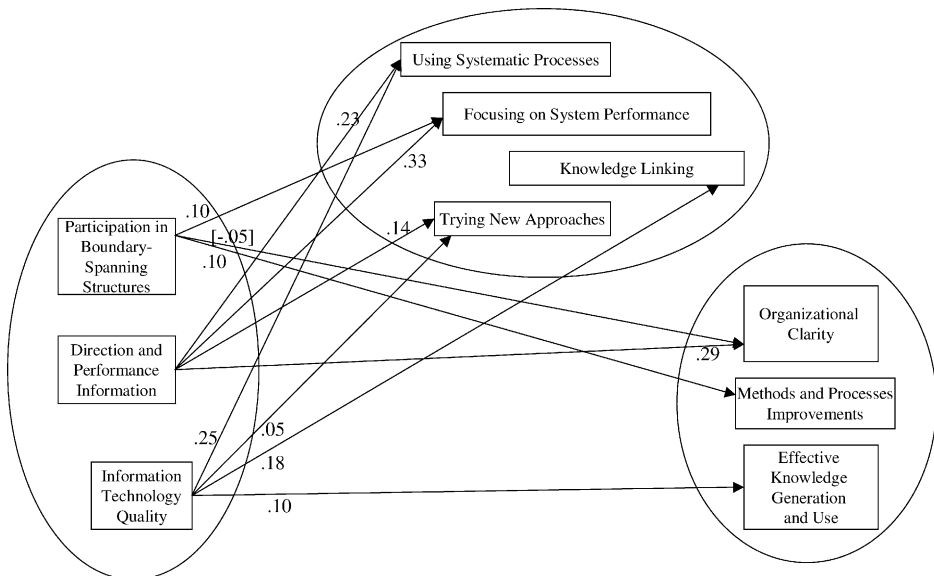 Using Systematic Processes
.23
Focusing on System Performance
.33
Knowledge Linking
Trying New Approaches
.14
.10
[-.05]
.10
Participation in
Boundary-
Spanning
Structures
Direction and
Performance
Information
.25
.05
.18
.10
Information
Technology
Quality
Organizational
Clarity
.29
Methods and Processes
Improvements
Effective
Knowledge
Generation
and Use